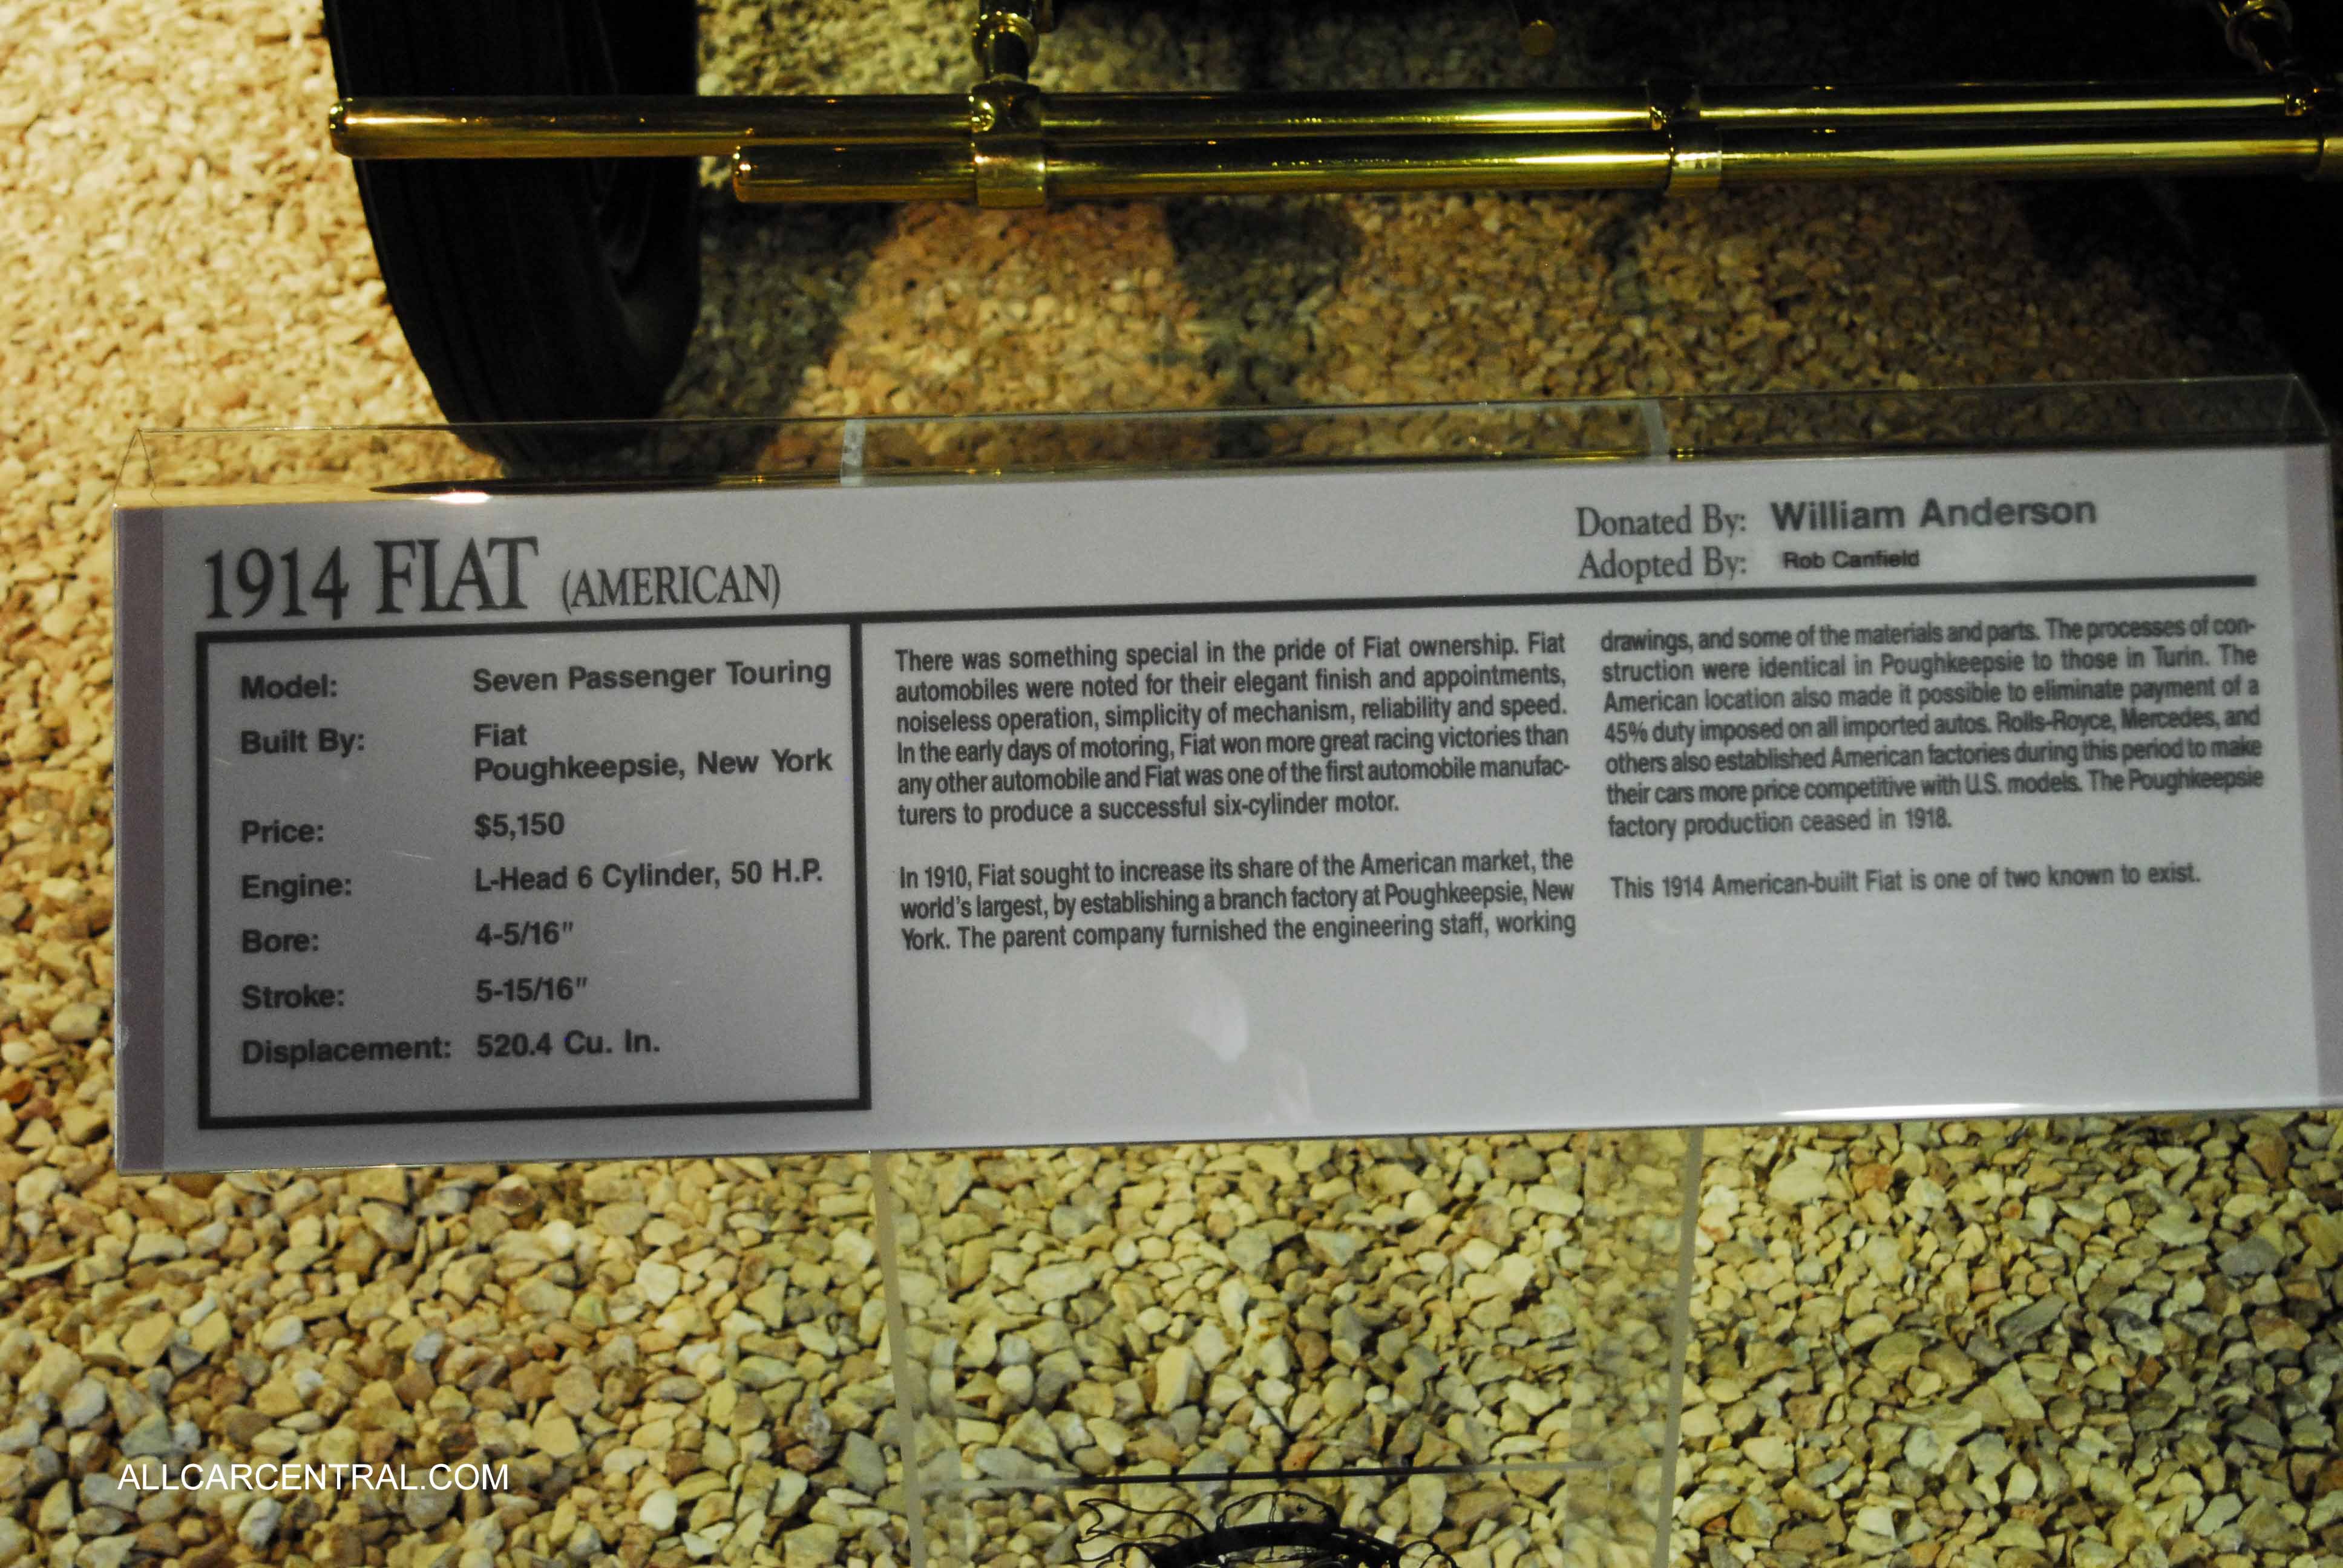 Donated By: William Anderson
Adopted By: Rob Canfield
1914 FIAT (AMERICAN)
Model: Seven Passenger Touring
Built By: Fiat
Poughkeepsie, New York
Price: $5,150
Engine: L-Head 6 Cylinder, 50 H.P.
Bore: 4-5/16"
Stroke: 5-15/16"
Displacement: 520.4 Cu. In.
There was something special in the pride of Fiat ownership. Fiat
automobiles were noted for their elegant finish and appointments,
noiseless operation, simplicity of mechanism, reliability and speed.
In the early days of motoring, Fiat won more great racing victories than
any other automobile and Fiat was one of the first automobile manufac-
turers to produce a successful six-cylinder motor.
In 1910, Fiat sought to increase its share of the American market, the
world's largest, by establishing a branch factory at Poughkeepsie, New
York. The parent company furnished the engineering staff, working
drawings, and some of the materials and parts. The processes of con-
struction were identical in Poughkeepsie to those in Turin. The
American location also made it possible to eliminate payment of a
45% duty imposed on all imported autos. Rolls-Royce, Mercedes, and
others also established American factories during this period to make
their cars more price competitive with U.S. models. The Poughkeepsie
factory production ceased in 1918.
This 1914 American-built Fiat is one of two known to exist.
ALLCARCENTRAL.COM